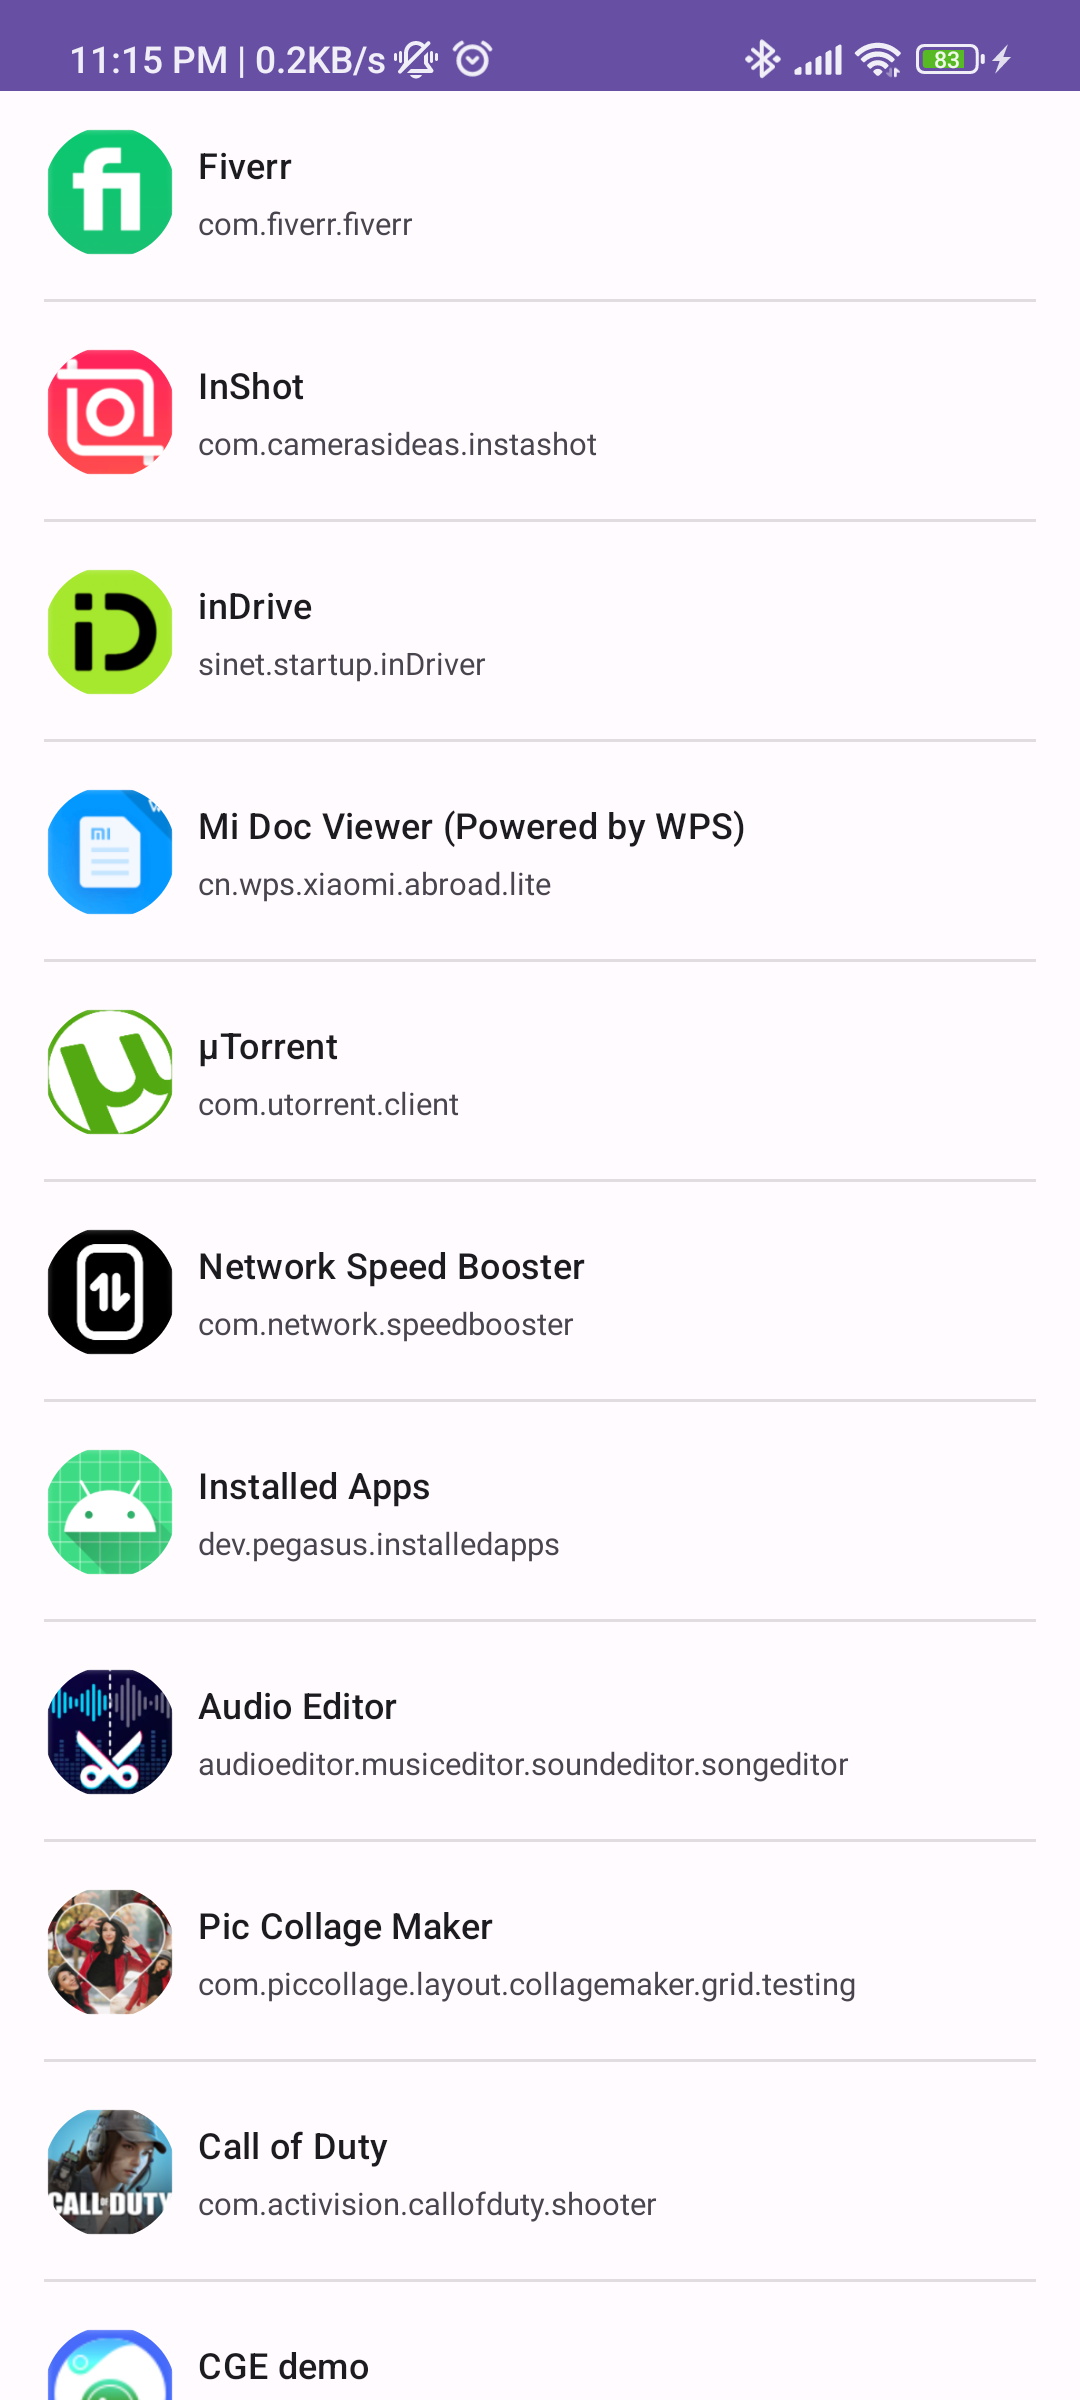 11:15 PM | 0.2KB/s
83
Fiverr
com.fiverr.fiverr
InShot
com.camerasideas.instashot
inDrive
sinet.startup.inDriver
Mi Doc Viewer (Powered by WPS)
cn.wps.xiaomi.abroad.lite
µTorrent
com.utorrent.client
Network Speed Booster
com.network.speedbooster
Installed Apps
dev.pegasus.installedapps
Audio Editor
audioeditor.musiceditor.soundeditor.songeditor
Pic Collage Maker
com.piccollage.layout.collagemaker.grid.testing
CALL OF DUTY
Call of Duty
com.activision.callofduty.shooter
CGE demo